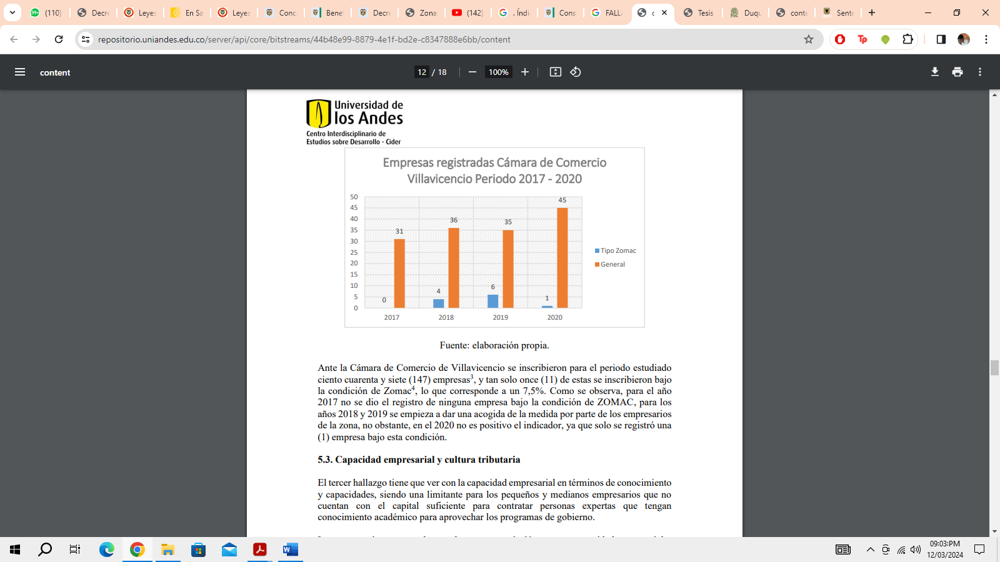 (110)
Decre
Leyes
En Sa
Leyes
Conc
Bene
Decre
Zona
(142)
. Índi
Cons
FALL
c
Tesis
Duqu
conte
Sente
repositorio.uniandes.edu.co/server/api/core/bitstreams/44b48e99-8879-4e1f-bd2e-c8347888e6bb/content
content
12 / 18
100%
Universidad de
los Andes
Centro Interdisciplinario de
Estudios sobre Desarrollo - Cider
Empresas registradas Cámara de Comercio
Villavicencio Periodo 2017 - 2020
50
45
40
35
30
25
20
15
10
5
0
0
31
4
36
6
35
1
45
2017
2018
2019
2020
Tipo Zomac
General
Fuente: elaboración propia.
Ante la Cámara de Comercio de Villavicencio se inscribieron para el periodo estudiado
ciento cuarenta y siete (147) empresas³, y tan solo once (11) de estas se inscribieron bajo
la condición de Zomac⁴, lo que corresponde a un 7,5%. Como se observa, para el año
2017 no se dio el registro de ninguna empresa bajo la condición de ZOMAC, para los
años 2018 y 2019 se empieza a dar una acogida de la medida por parte de los empresarios
de la zona, no obstante, en el 2020 no es positivo el indicador, ya que solo se registró una
(1) empresa bajo esta condición.
5.3. Capacidad empresarial y cultura tributaria
El tercer hallazgo tiene que ver con la capacidad empresarial en términos de conocimiento
y capacidades, siendo una limitante para los pequeños y medianos empresarios que no
cuentan con el capital suficiente para contratar personas expertas que tengan
conocimiento académico para aprovechar los programas de gobierno.
09:03:PM
12/03/2024